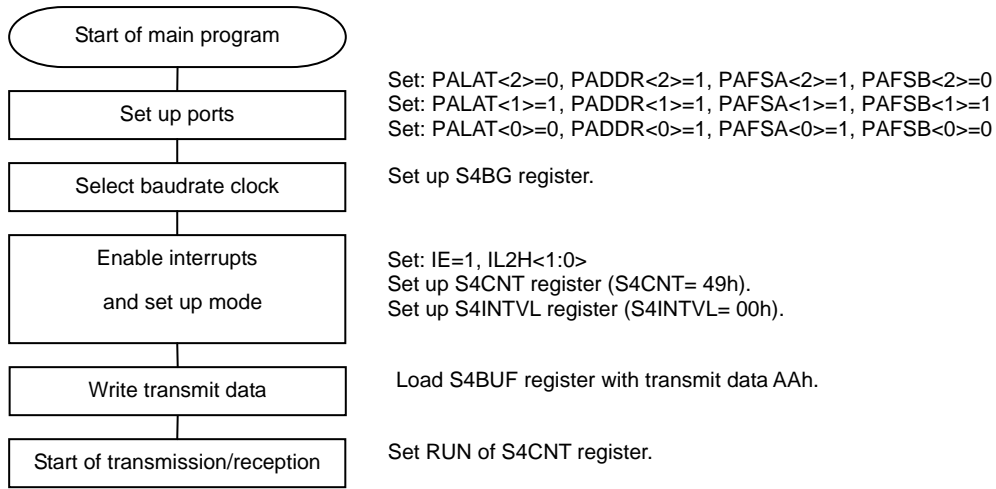 Start of main program
Set up ports
Set: PALAT<2>=0, PADDR<2>=1, PAFSA<2>=1, PAFSB<2>=0
Set: PALAT<1>=1, PADDR<1>=1, PAFSA<1>=1, PAFSB<1>=1
Set: PALAT<0>=0, PADDR<0>=1, PAFSA<0>=1, PAFSB<0>=0
Select baudrate clock
Set up S4BG register.
Enable interrupts
and set up mode
Set: IE=1, IL2H<1:0>
Set up S4CNT register (S4CNT= 49h).
Set up S4INTVL register (S4INTVL= 00h).
Write transmit data
Load S4BUF register with transmit data AAh.
Start of transmission/reception
Set RUN of S4CNT register.